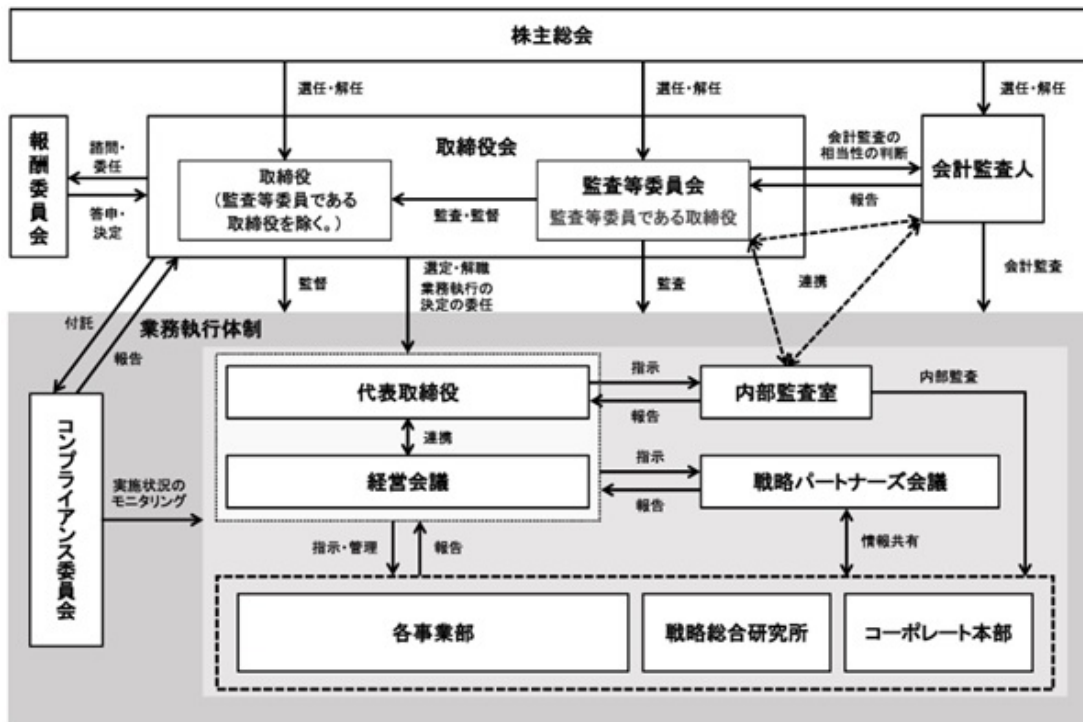 株主総会
選任・解任
選任・解任
選任・解任
報酬委員会
諮問・
委任
答申・
決定
取締役会
取締役
(監査等委員である
取締役を除く。)
監査・監督
監査等委員会
監査等委員である取締役
会計監査の
相当性の判断
報告
会計監査人
付託
報告
監督
選定・解職
業務執行の
決定の委任
監査
連携
会計監査
業務執行体制
代表取締役
連携
経営会議
指示
報告
内部監査室
内部監査
指示
報告
戦略パートナーズ会議
コンプライアンス委員会
実施状況の
モニタリング
指示・管理
報告
情報共有
各事業部
戦略総合研究所
コーポレート本部